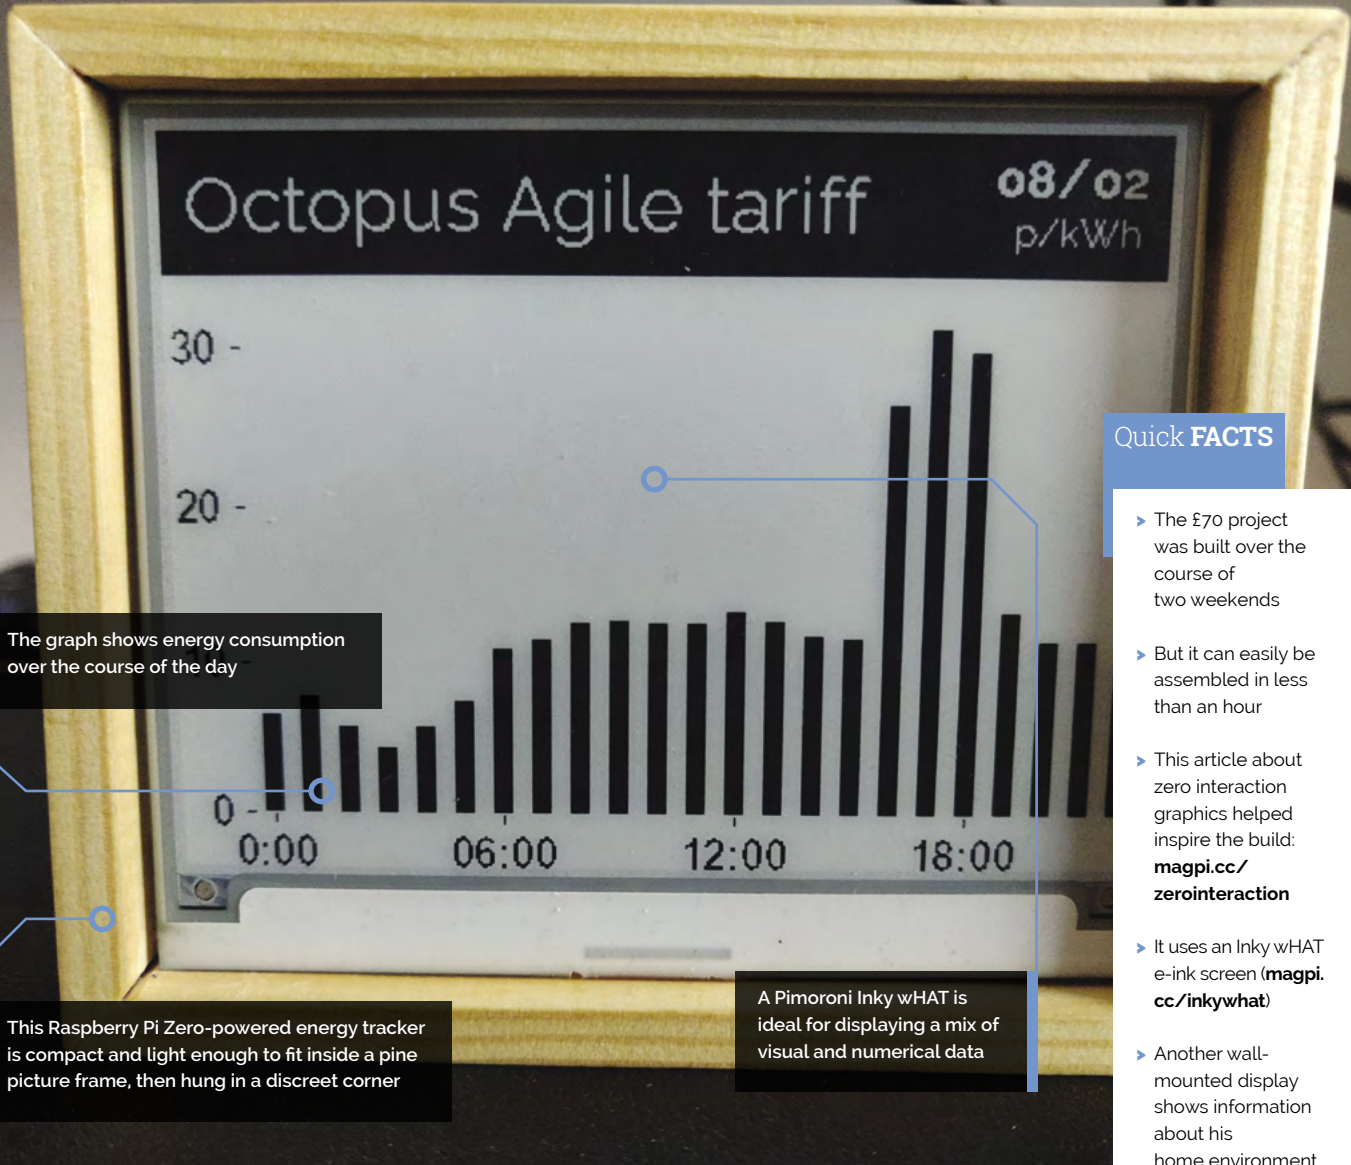 Octopus Agile tariff
08/02
p/kWh
30 -
20 -
10 -
0 -
0:00
06:00
12:00
18:00
The graph shows energy consumption
over the course of the day
This Raspberry Pi Zero-powered energy tracker
is compact and light enough to fit inside a pine
picture frame, then hung in a discreet corner
A Pimoroni Inky wHAT is
ideal for displaying a mix of
visual and numerical data
Quick FACTS
> The £70 project
was built over the
course of
two weekends
> But it can easily be
assembled in less
than an hour
> This article about
zero interaction
graphics helped
inspire the build:
magpi.cc/
zerointeraction
> It uses an Inky wHAT
e-ink screen (magpi.
cc/inkywhat)
> Another wall-
mounted display
shows information
about his
home environment